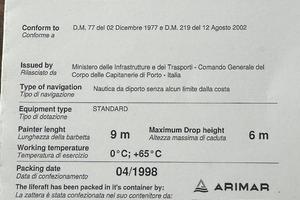 Conform to D.M. 77 del 02 Dicembre 1977 e D.M. 219 del 12 Agosto 2002
Conforme a
Issued by Ministero delle Infrastrutture e dei Trasporti - Comando Generale del
Rilasciato da Corpo delle Capitanerie di Porto - Italia
Type of navigation Nautica da diporto senza alcun limite dalla costa
Tipo di navigazione
Equipment type STANDARD
Tipo di dotazione
Painter lenght 9 m Maximum Drop height 6 m
Lunghezza della barbetta Altezza massima di caduta
Working temperature 0°C; +65°C
Temperatura di esercizio
Packing date 04/1998
Data di confezionamento
The liferaft has been packed in it's container by: ARIMAR
La zattera è stata confezionata nel suo contenitore da: